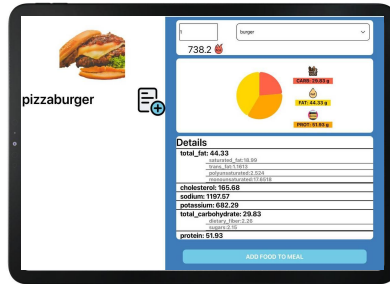 1
burger
738.2
pizzaburger
CARB: 29.83 g
FAT: 44.33 g
PROT: 51.93 g
Details
total_fat: 44.33
saturated_fat:18.99
trans_fat:1.1613
polyunsaturated:2.524
monounsaturated:17.6518
cholesterol: 165.68
sodium: 1197.57
potassium: 682.29
total_carbohydrate: 29.83
dietary_fiber:2.26
sugars:2.15
protein: 51.93
ADD FOOD TO MEAL